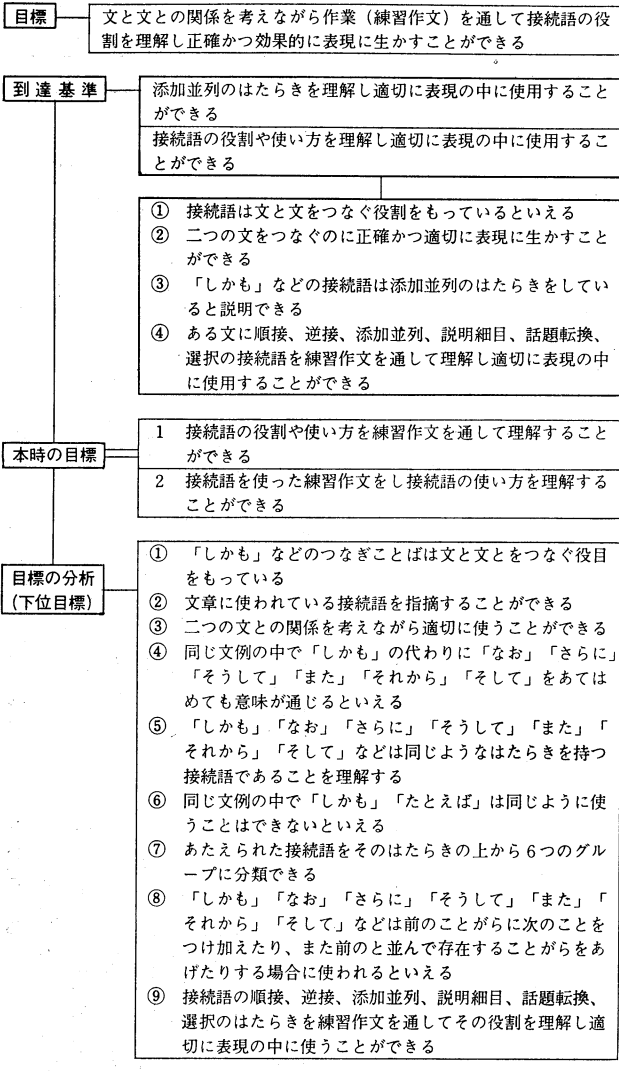 目標
文と文との関係を考えながら作業（練習作文）を通して接続語の役
割を理解し正確かつ効果的に表現に生かすことができる
到達基準
添加並列のはたらきを理解し適切に表現の中に使用すること
ができる
接続語の役割や使い方を理解し適切に表現の中に使用するこ
とができる
① 接続語は文と文をつなぐ役割をもっているといえる
② 二つの文をつなぐのに正確かつ適切に表現に生かすこと
ができる
③ 「しかも」などの接続語は添加並列のはたらきをしてい
ると説明できる
④ ある文に順接、逆接、添加並列、説明細目、話題転換、
選択の接続語を練習作文を通して理解し適切に表現の中
に使用することができる
本時の目標
1 接続語の役割や使い方を練習作文を通して理解すること
ができる
2 接続語を使った練習作文をし接続語の使い方を理解する
ことができる
目標の分析
(下位目標)
① 「しかも」などのつなぎことばは文と文とをつなぐ役目
をもっている
② 文章に使われている接続語を指摘することができる
③ 二つの文との関係を考えながら適切に使うことができる
④ 同じ文例の中で「しかも」の代わりに「なお」「さらに」
「そうして」「また」「それから」「そして」をあては
めても意味が通じるといえる
⑤ 「しかも」「なお」「さらに」「そうして」「また」「
それから」「そして」などは同じようなはたらきを持つ
接続語であることを理解する
⑥ 同じ文例の中で「しかも」「たとえば」は同じように使
うことはできないといえる
⑦ あたえられた接続語をそのはたらきの上から6つのグル
ープに分類できる
⑧ 「しかも」「なお」「さらに」「そうして」「また」「
それから」「そして」などは前のことがらに次のことを
つけ加えたり、また前のと並んで存在することがらをあ
げたりする場合に使われるといえる
⑨ 接続語の順接、逆接、添加並列、説明細目、話題転換、
選択のはたらきを練習作文を通してその役割を理解し適
切に表現の中に使うことができる